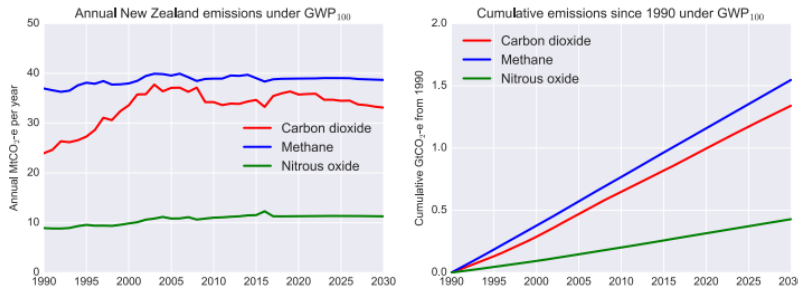 Annual New Zealand emissions under GWP₁₀₀
Annual MtCO₂-e per year
50
40
30
20
10
0
Carbon dioxide
Methane
Nitrous oxide
1990 1995 2000 2005 2010 2015 2020 2025 2030
Cumulative emissions since 1990 under GWP₁₀₀
Cumulative GtCO₂-e from 1990
2.0
1.5
1.0
0.5
0.0
Carbon dioxide
Methane
Nitrous oxide
1990 1995 2000 2005 2010 2015 2020 2025 2030